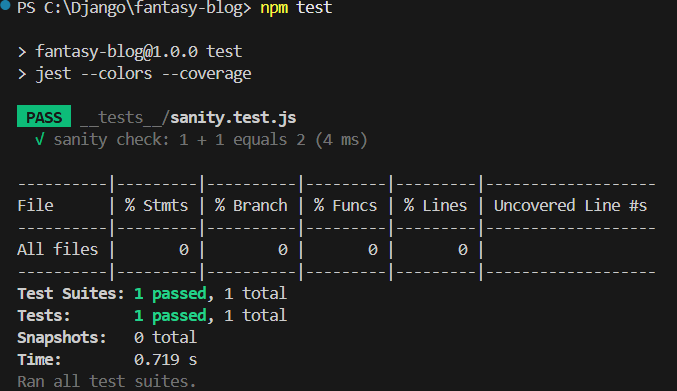 PS C:\Django\fantasy-blog> npm test
> fantasy-blog@1.0.0 test
> jest --colors --coverage
PASS __tests__/sanity.test.js
√ sanity check: 1 + 1 equals 2 (4 ms)
----------|---------|----------|---------|---------|-------------------
File      | % Stmts | % Branch | % Funcs | % Lines | Uncovered Line #s
----------|---------|----------|---------|---------|-------------------
All files |       0 |        0 |       0 |       0 |
----------|---------|----------|---------|---------|-------------------
Test Suites: 1 passed, 1 total
Tests:       1 passed, 1 total
Snapshots:   0 total
Time:        0.719 s
Ran all test suites.